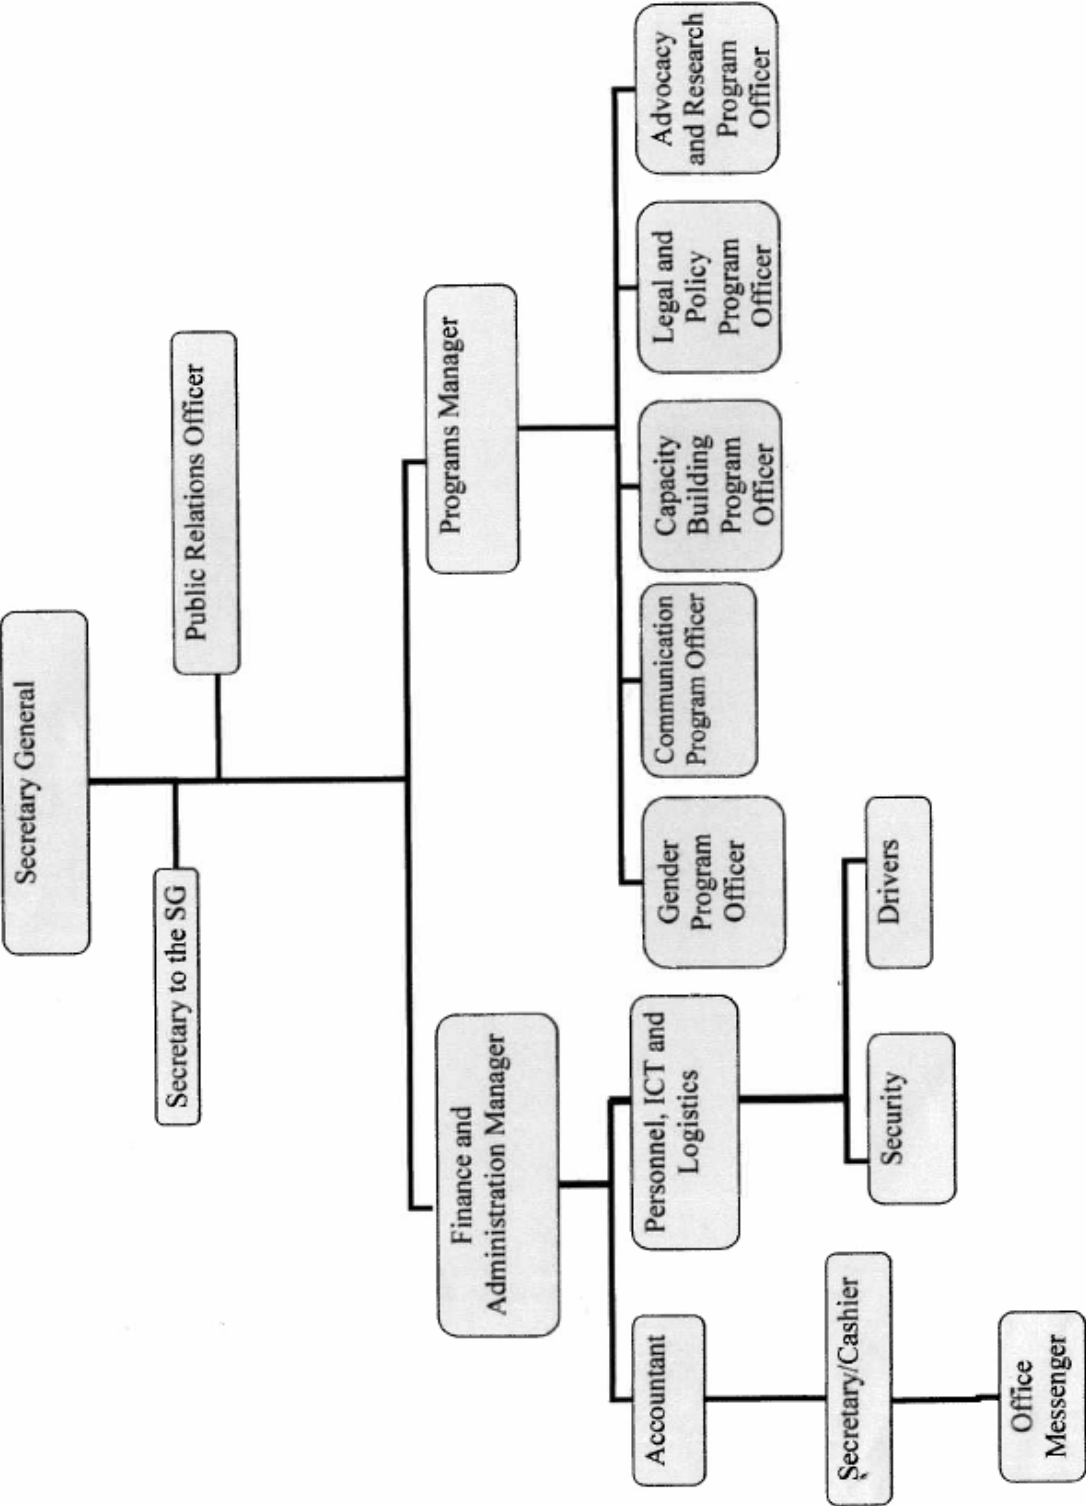 Secretary General
Secretary to the SG
Public Relations Officer
Finance and
Administration Manager
Programs Manager
Accountant
Personnel, ICT and
Logistics
Gender
Program
Officer
Communication
Program Officer
Capacity
Building
Program
Officer
Legal and
Policy
Program
Officer
Advocacy
and Research
Program
Officer
Secretary/Cashier
Security
Drivers
Office
Messenger